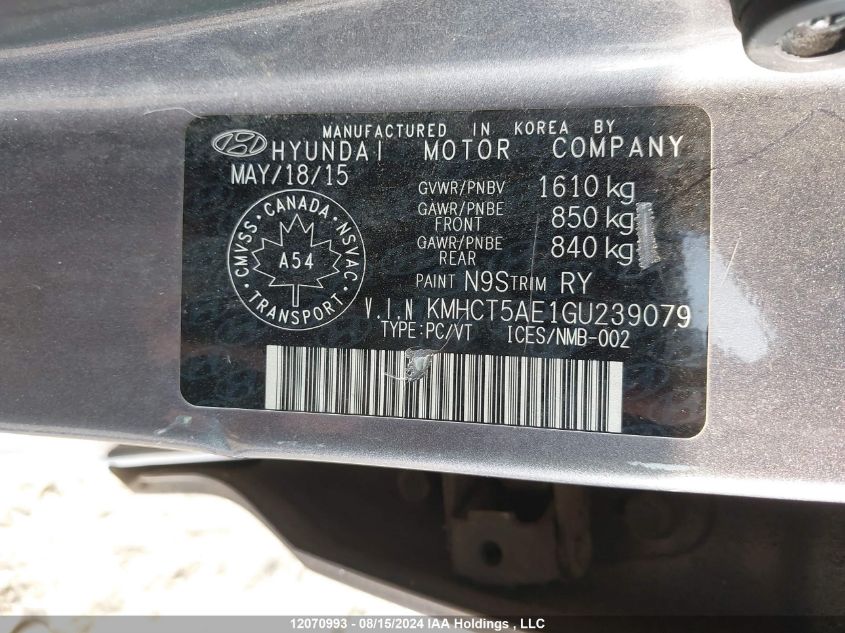 MANUFACTURED IN KOREA BY
HYUNDAI MOTOR COMPANY
MAY/18/15
GVWR/PNBV 1610 kg
GAWR/PNBE FRONT 850 kg
GAWR/PNBE REAR 840 kg
PAINT N9S TRIM RY
CMVSS · CANADA · NSVAC
A54
TRANSPORT
V.I.N KMHCT5AE1GU239079
TYPE:PC/VT ICES/NMB-002
12070993 - 08/15/2024 IAA Holdings , LLC